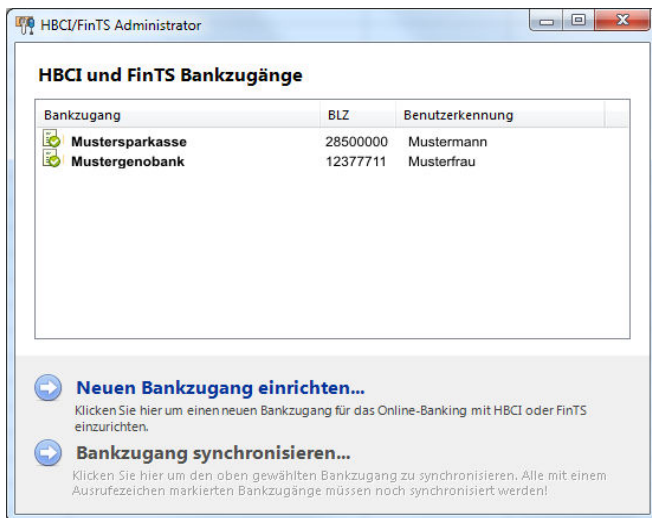 HBCI/FinTS Administrator
HBCI und FinTS Bankzugänge
Bankzugang BLZ Benutzerkennung
Mustersparkasse 28500000 Mustermann
Mustergenobank 12377711 Musterfrau
Neuen Bankzugang einrichten...
Klicken Sie hier um einen neuen Bankzugang für das Online-Banking mit HBCI oder FinTS
einzurichten.
Bankzugang synchronisieren...
Klicken Sie hier um den oben gewählten Bankzugang zu synchronisieren. Alle mit einem
Ausrufezeichen markierten Bankzugänge müssen noch synchronisiert werden!